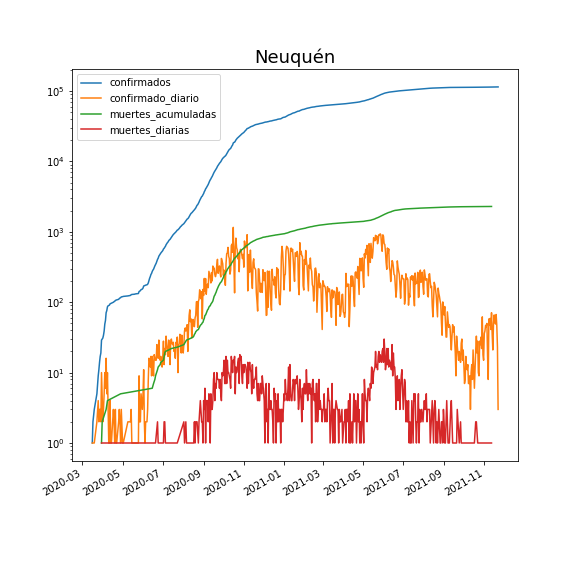 Neuquén
confirmados
confirmado_diario
muertes_acumuladas
muertes_diarias
10⁵
10⁴
10³
10²
10¹
10⁰
2020-03 2020-05 2020-07 2020-09 2020-11 2021-01 2021-03 2021-05 2021-07 2021-09 2021-11